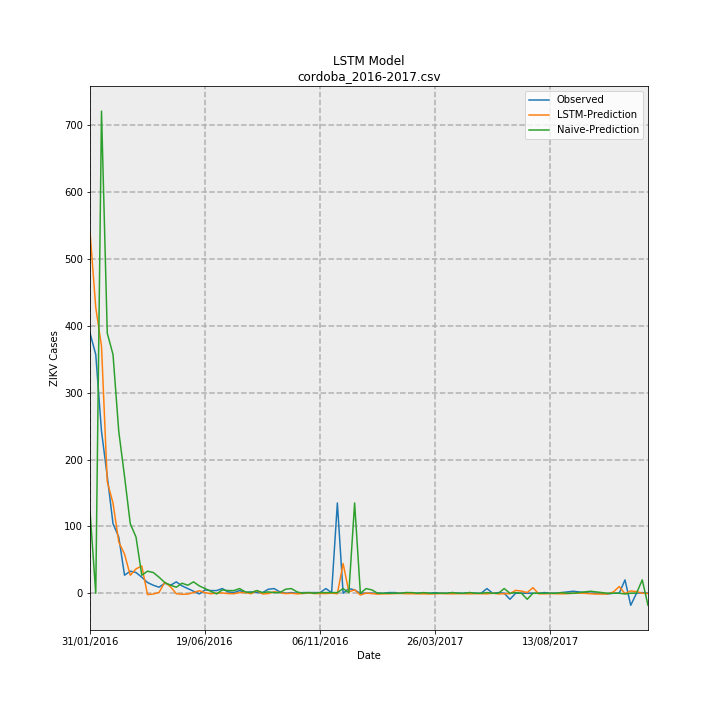 LSTM Model
cordoba_2016-2017.csv
Observed
LSTM-Prediction
Naive-Prediction
700
600
500
400
300
200
100
0
ZIKV Cases
31/01/2016
19/06/2016
06/11/2016
26/03/2017
13/08/2017
Date